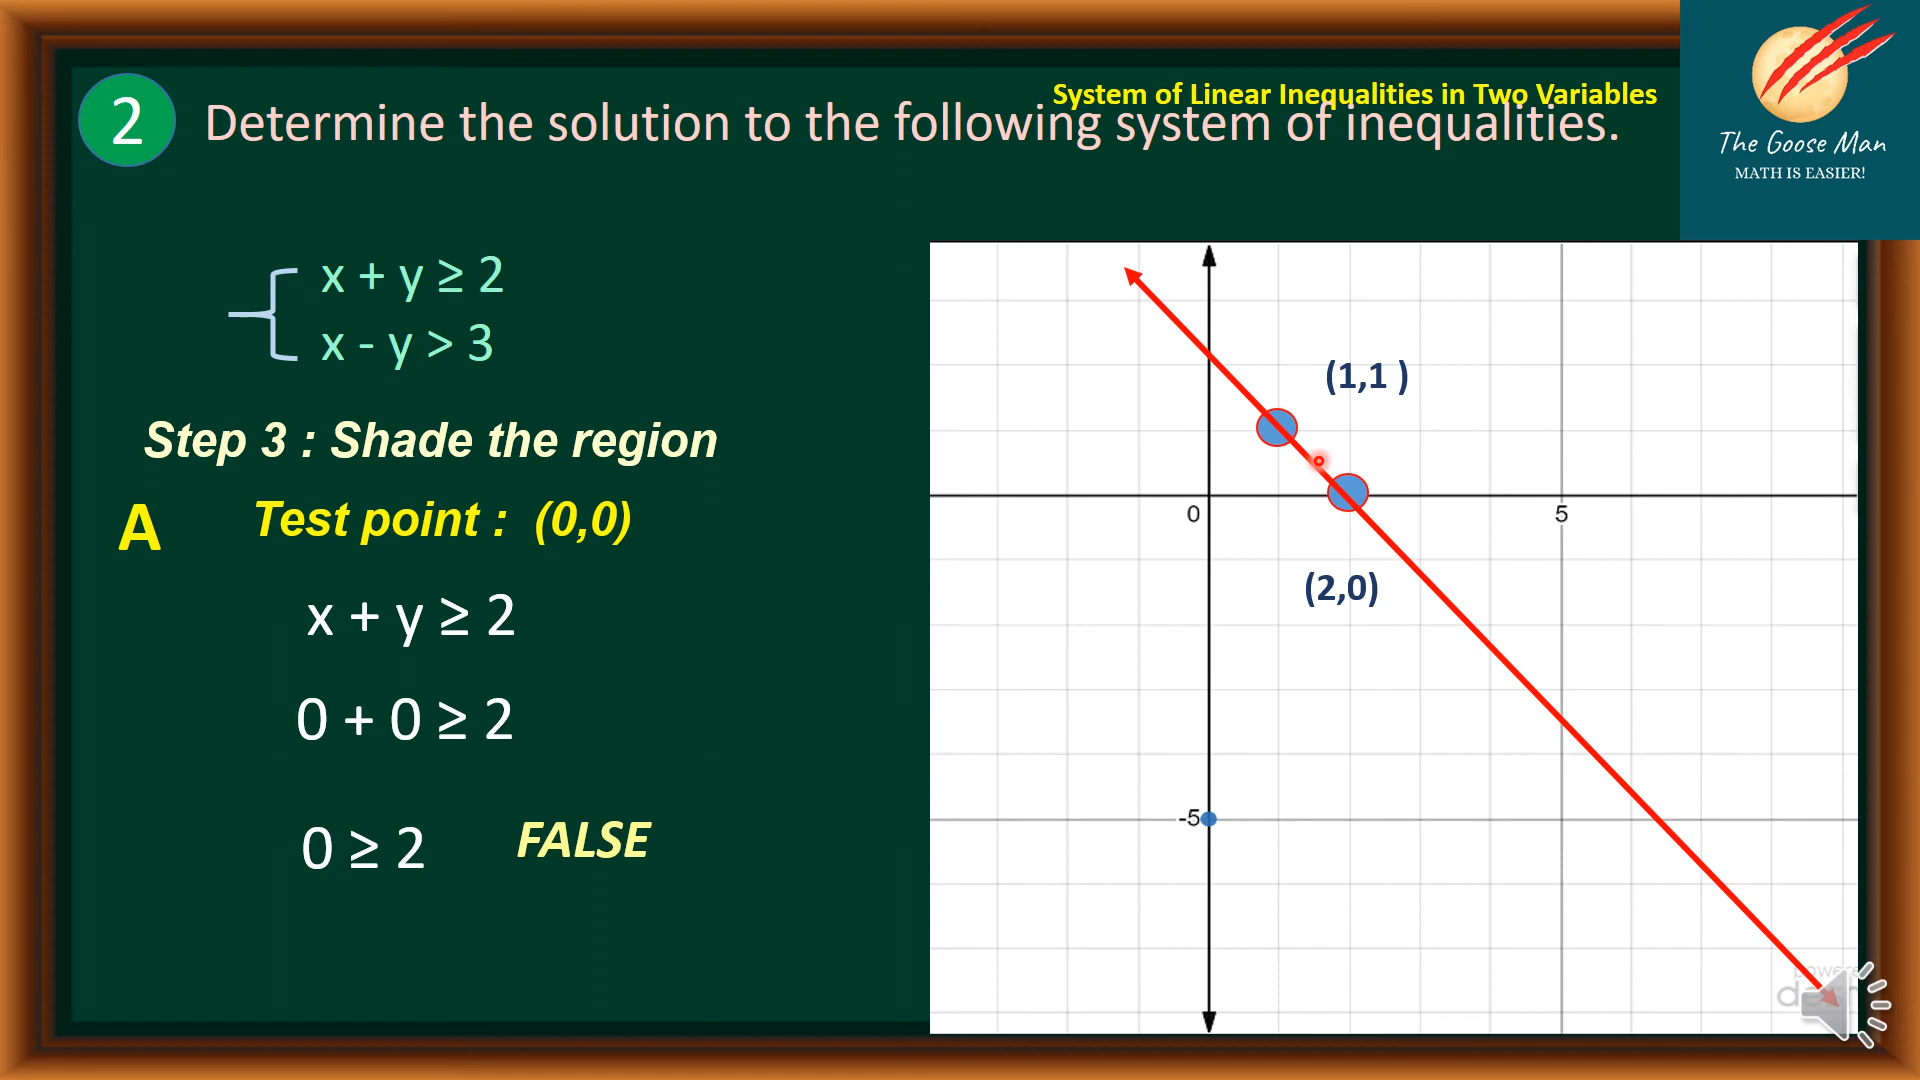 System of Linear Inequalities in Two Variables
2 Determine the solution to the following system of inequalities.
The Goose Man
MATH IS EASIER!
x + y ≥ 2
x - y > 3
Step 3 : Shade the region
A Test point : (0,0)
x + y ≥ 2
0 + 0 ≥ 2
0 ≥ 2 FALSE
(1,1 )
0
5
(2,0)
-5